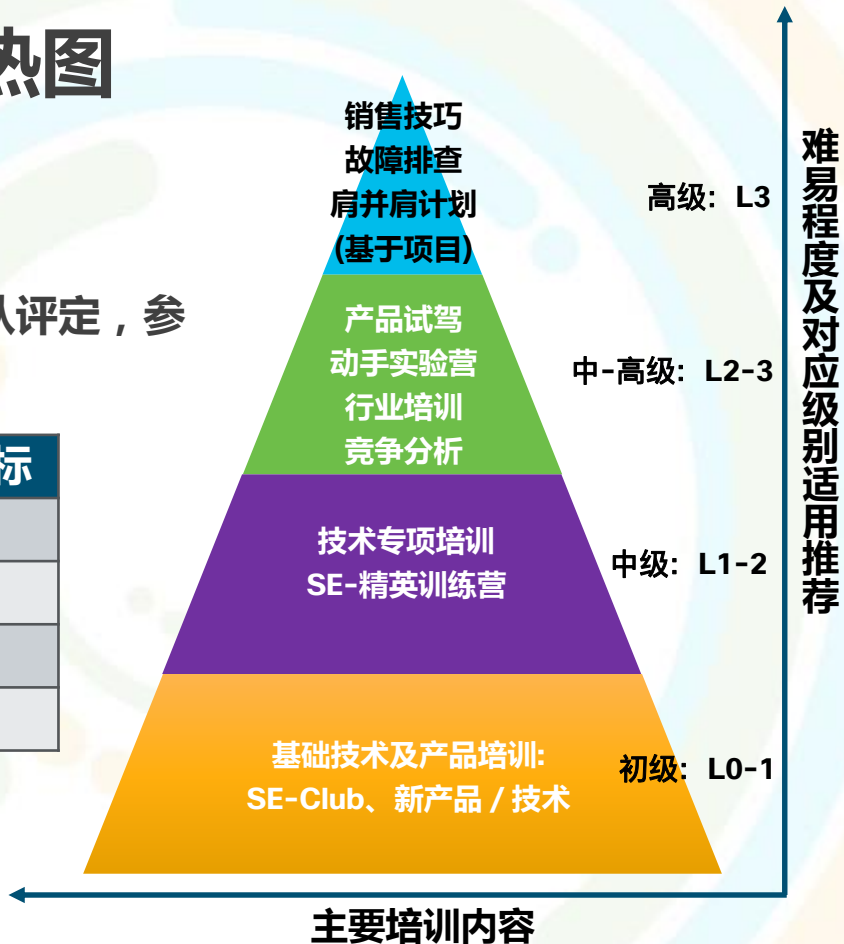 热图
队评定，参
标
销售技巧
故障排查
肩并肩计划
(基于项目)
高级：L3
产品试驾
动手实验营
行业培训
竞争分析
中-高级：L2-3
技术专项培训
SE-精英训练营
中级：L1-2
基础技术及产品培训:
SE-Club、新产品 / 技术
初级：L0-1
难易程度及对应级别适用推荐
主要培训内容